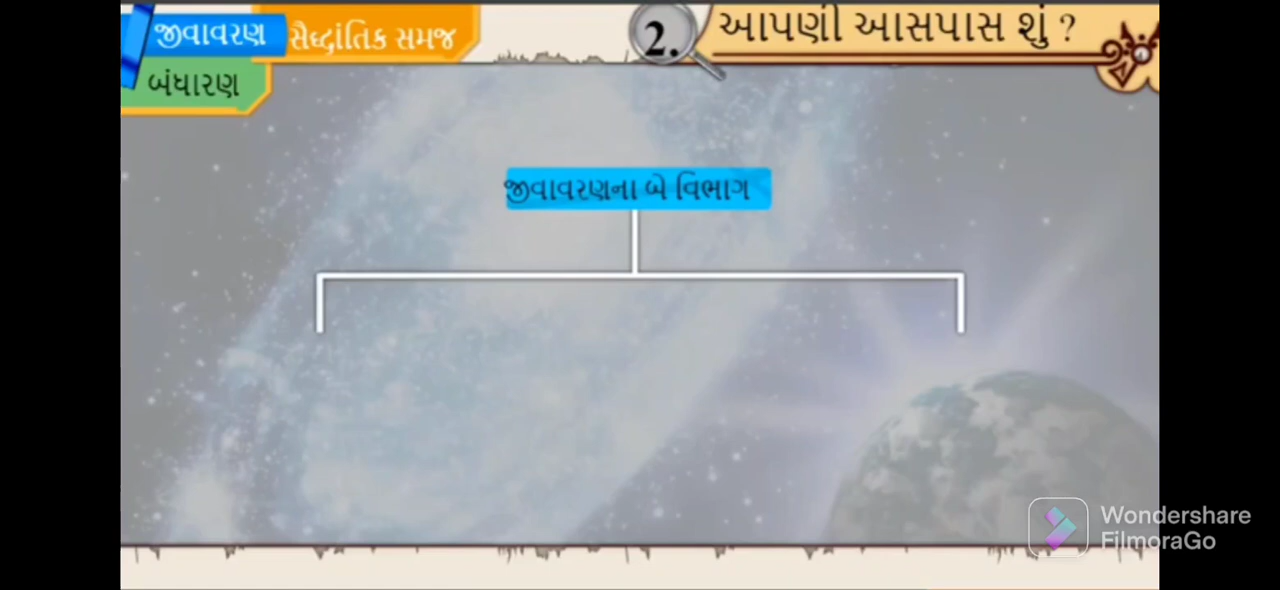 જીવાવરણ સૈદ્ધાંતિક સમજ
2. આપણી આસપાસ શું ?
બંધારણ
જીવાવરણના બે વિભાગ
Wondershare
FilmoraGo